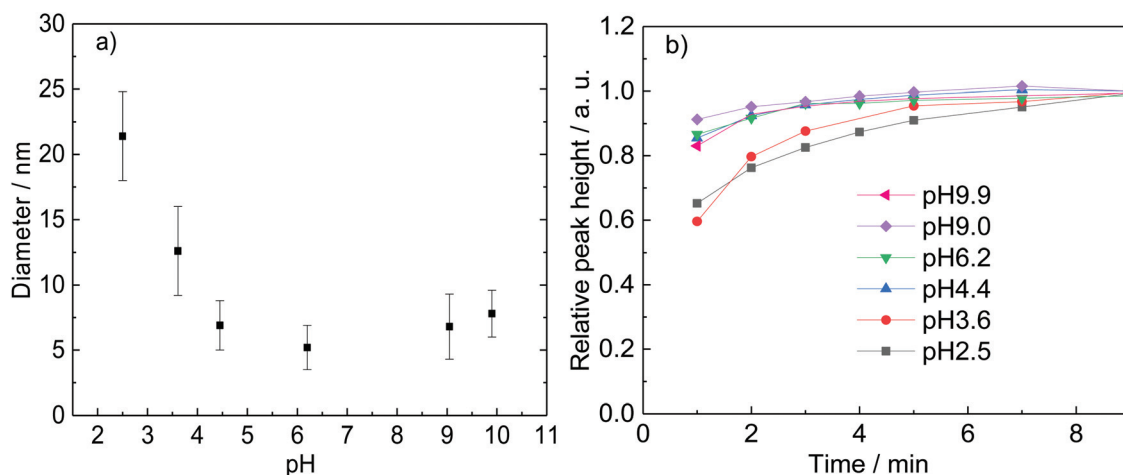 a)
Diameter / nm
30
25
20
15
10
5
0
2 3 4 5 6 7 8 9 10 11
pH
b)
Relative peak height / a. u.
1.2
1.0
0.8
0.6
0.4
0.2
0.0
pH9.9
pH9.0
pH6.2
pH4.4
pH3.6
pH2.5
0 2 4 6 8
Time / min